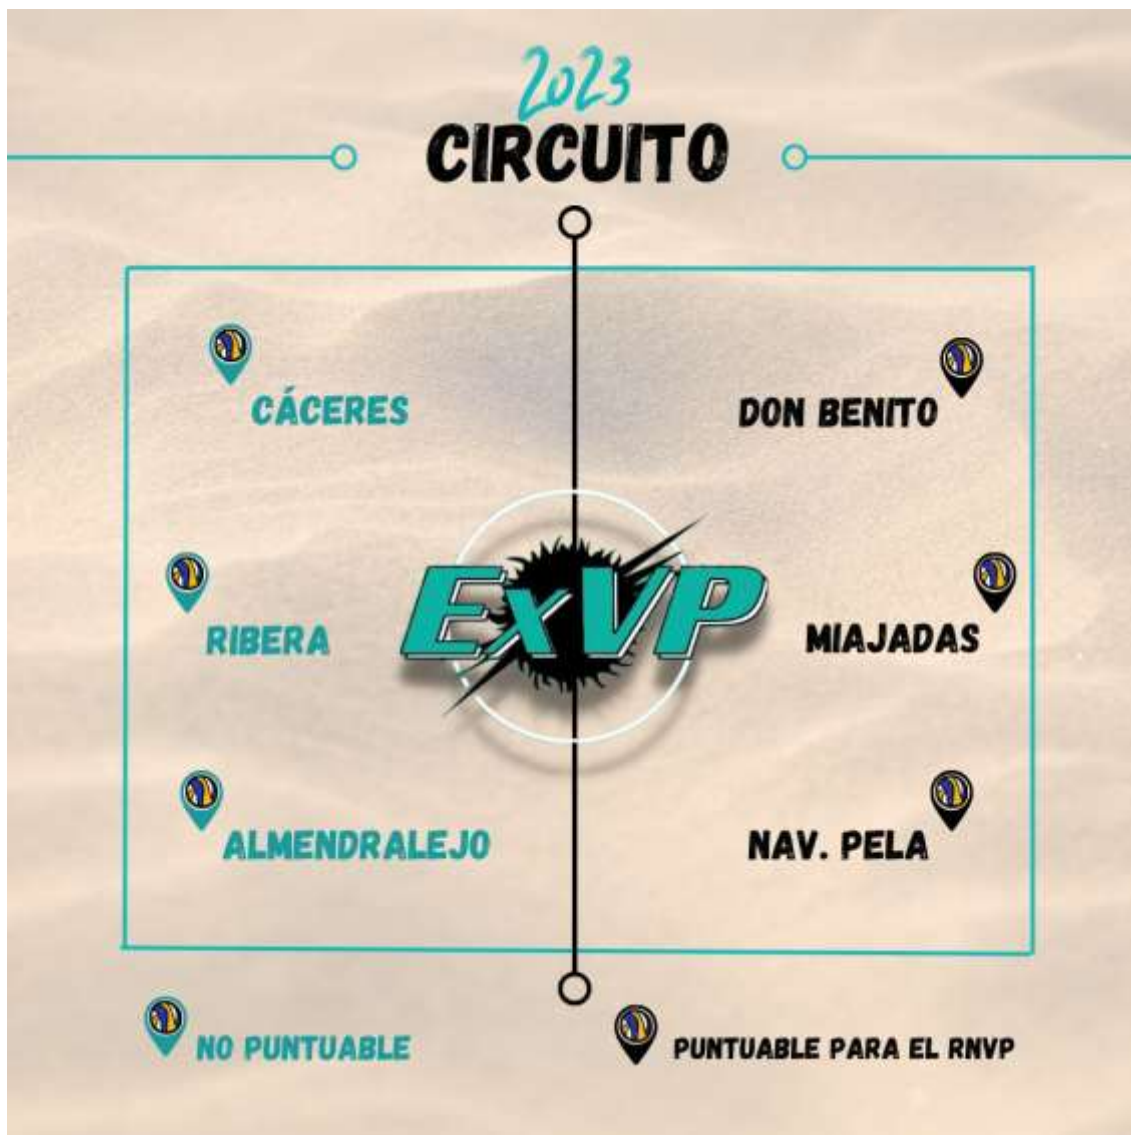 2023
CIRCUITO
CÁCERES
DON BENITO
ExVP
RIBERA
MIAJADAS
ALMENDRALEJO
NAV. PELA
NO PUNTUABLE
PUNTUABLE PARA EL RNVP